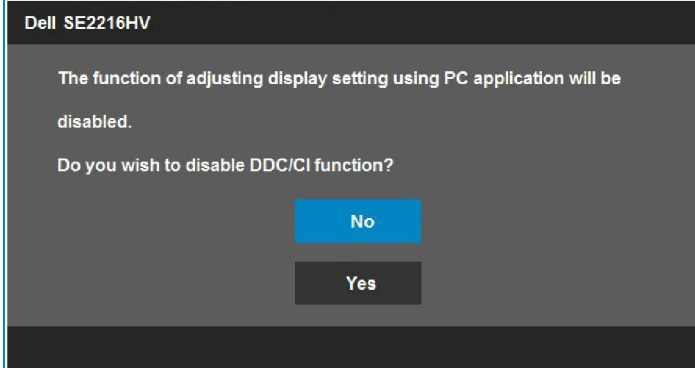 Dell SE2216HV
The function of adjusting display setting using PC application will be
disabled.
Do you wish to disable DDC/CI function?
No
Yes